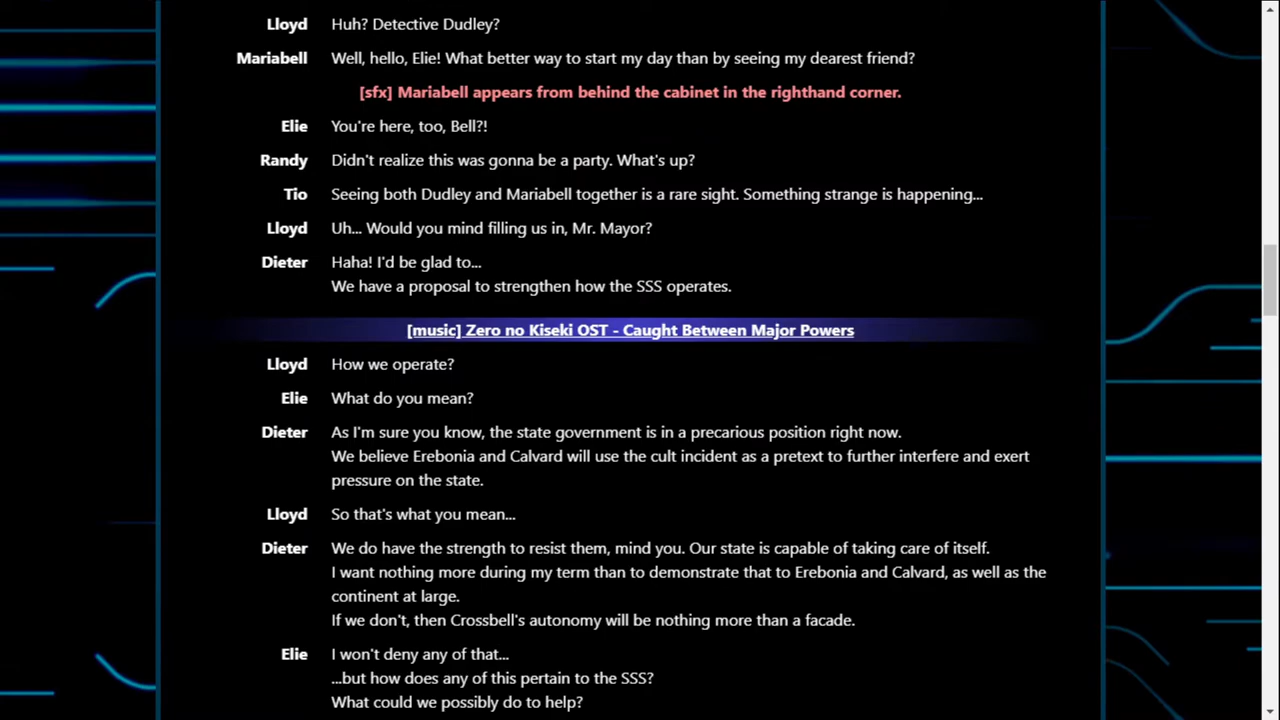 Lloyd Huh? Detective Dudley?
Mariabell Well, hello, Elie! What better way to start my day than by seeing my dearest friend?
[sfx] Mariabell appears from behind the cabinet in the righthand corner.
Elie You're here, too, Bell?!
Randy Didn't realize this was gonna be a party. What's up?
Tio Seeing both Dudley and Mariabell together is a rare sight. Something strange is happening...
Lloyd Uh... Would you mind filling us in, Mr. Mayor?
Dieter Haha! I'd be glad to...
We have a proposal to strengthen how the SSS operates.
[music] Zero no Kiseki OST - Caught Between Major Powers
Lloyd How we operate?
Elie What do you mean?
Dieter As I'm sure you know, the state government is in a precarious position right now.
We believe Erebonia and Calvard will use the cult incident as a pretext to further interfere and exert
pressure on the state.
Lloyd So that's what you mean...
Dieter We do have the strength to resist them, mind you. Our state is capable of taking care of itself.
I want nothing more during my term than to demonstrate that to Erebonia and Calvard, as well as the
continent at large.
If we don't, then Crossbell's autonomy will be nothing more than a facade.
Elie I won't deny any of that...
...but how does any of this pertain to the SSS?
What could we possibly do to help?